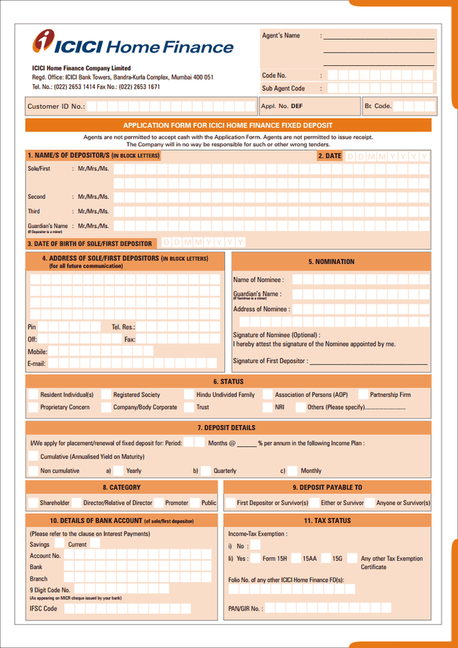 ICICI Home Finance
Agent's Name :
ICICI Home Finance Company Limited
Regd. Office: ICICI Bank Towers, Bandra-Kurfa Complex, Mumbai 400 051
Tel. No.: (022) 2653 1414 Fax No.: (022) 2653 1671
Code No. :
Sub Agent Code :
Customer ID No.:
Appl. No. DEF
Br. Code.
APPLICATION FORM FOR ICICI HOME FINANCE FIXED DEPOSIT
Agents are not permitted to accept cash with the Application Form. Agents are not permitted to issue receipt.
The Company will in no way be responsible for such or other wrong tenders.
1. NAME/S OF DEPOSITOR/S (IN BLOCK LETTERS)
2. DATE D D M M Y Y Y Y
Sole/First : Mr./Mrs./Ms.
Second : Mr./Mrs./Ms.
Third : Mr./Mrs./Ms.
Guardian's Name : Mr./Mrs./Ms.
(If Depositor is a minor)
3. DATE OF BIRTH OF SOLE/FIRST DEPOSITOR D D M M Y Y Y Y
4. ADDRESS OF SOLE/FIRST DEPOSITORS (IN BLOCK LETTERS)
(for all future communication)
Pin Tel. Res.:
Off: Fax:
Mobile:
E-mail:
5. NOMINATION
Name of Nominee :
Guardian's Name :
(If Nominee is a minor)
Address of Nominee :
Signature of Nominee (Optional) :
I hereby attest the signature of the Nominee appointed by me.
Signature of First Depositor :
6. STATUS
Resident Individual(s) Registered Society Hindu Undivided Family Association of Persons (AOP) Partnership Firm
Proprietary Concern Company/Body Corporate Trust NRI Others (Please specify)....................
7. DEPOSIT DETAILS
I/We apply for placement/renewal of fixed deposit for: Period: Months @ ______ % per annum in the following Income Plan :
Cumulative (Annualised Yield on Maturity)
Non cumulative a) Yearly b) Quarterly c) Monthly
8. CATEGORY
Shareholder Director/Relative of Director Promoter Public
9. DEPOSIT PAYABLE TO
First Depositor or Survivor(s) Either or Survivor Anyone or Survivor(s)
10. DETAILS OF BANK ACCOUNT (of sole/first depositor)
(Please refer to the clause on Interest Payments)
Savings Current
Account No.
Bank
Branch
9 Digit Code No.
(As appearing on MICR cheque issued by your bank)
IFSC Code
11. TAX STATUS
Income-Tax Exemption :
i) No :
ii) Yes : Form 15H 15AA 15G Any other Tax Exemption
Certificate
Folio No. of any other ICICI Home Finance FD(s):
PAN/GIR No. :